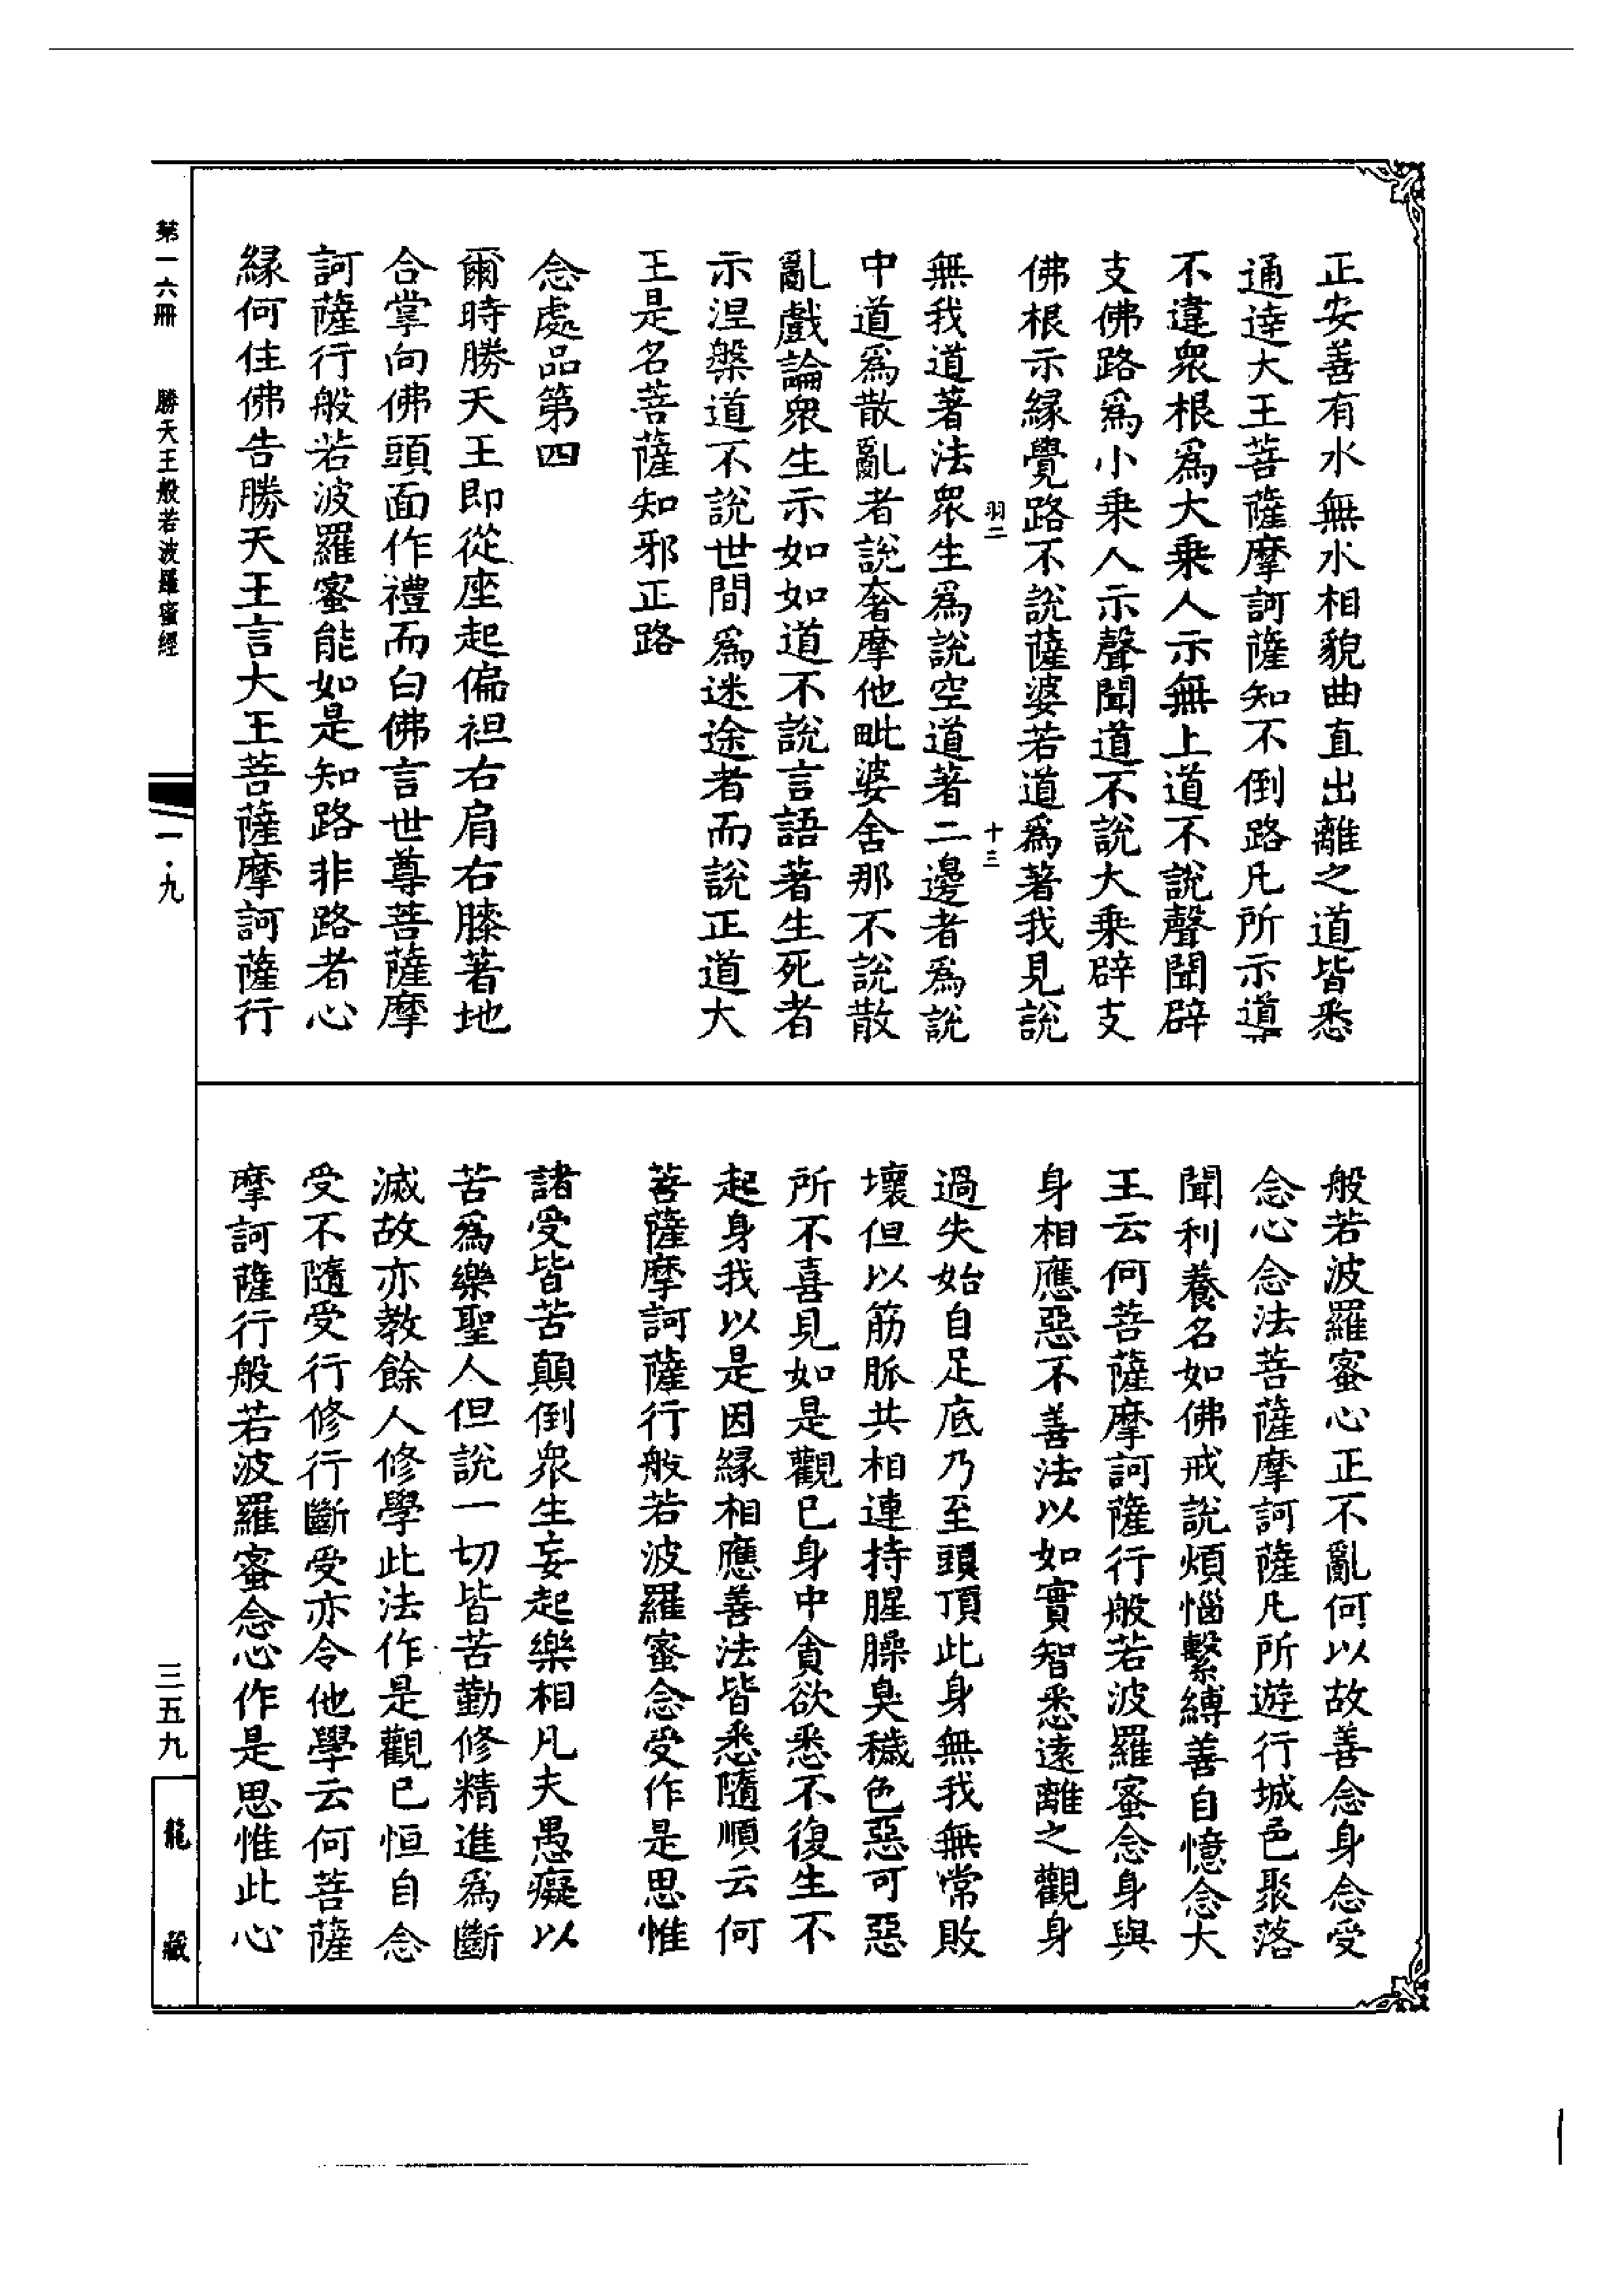 正安善有水無水相貌曲直出離之道皆悉
通達大王菩薩摩訶薩知不倒路凡所示導
不違眾根爲大乗人示無上道不說聲聞辟
支佛路爲小乗人示聲聞道不說大乗辟支
佛根示緣覺路不說薩婆若道爲著我見說
羽二
十三
無我道著法眾生爲說空道著二邊者爲說
中道爲散亂者說奢摩他毗婆舍那不說散
亂戲論眾生示如如道不說言語著生死者
示涅槃道不說世間爲迷途者而說正道大
王是名菩薩知邪正路
念處品第四
爾時勝天王即從座起偏袒右肩右膝著地
合掌向佛頭面作禮而白佛言世尊菩薩摩
訶薩行般若波羅蜜能如是知路非路者心
緣何住佛告勝天王言大王菩薩摩訶薩行
般若波羅蜜心正不亂何以故善念身念受
念心念法菩薩摩訶薩凡所遊行城邑聚落
聞利養名如佛戒說煩惱繫縛善自憶念大
王云何菩薩摩訶薩行般若波羅蜜念身與
身相應惡不善法以如實智悉遠離之觀身
過失始自足底乃至頭頂此身無我無常敗
壞但以筋脈共相連持腥臊臭穢色惡可惡
所不喜見如是觀已身中貪欲悉不復生不
起身我以是因緣相應善法皆悉隨順云何
菩薩摩訶薩行般若波羅蜜念受作是思惟
諸受皆苦顛倒眾生妄起樂相凡夫愚癡以
苦爲樂聖人但說一切皆苦勤修精進爲斷
滅故亦教餘人修學此法作是觀已恒自念
受不隨受行修行斷受亦令他學云何菩薩
摩訶薩行般若波羅蜜念心作是思惟此心
第一六冊
勝天王般若波羅蜜經
一·九
三五九
龍藏